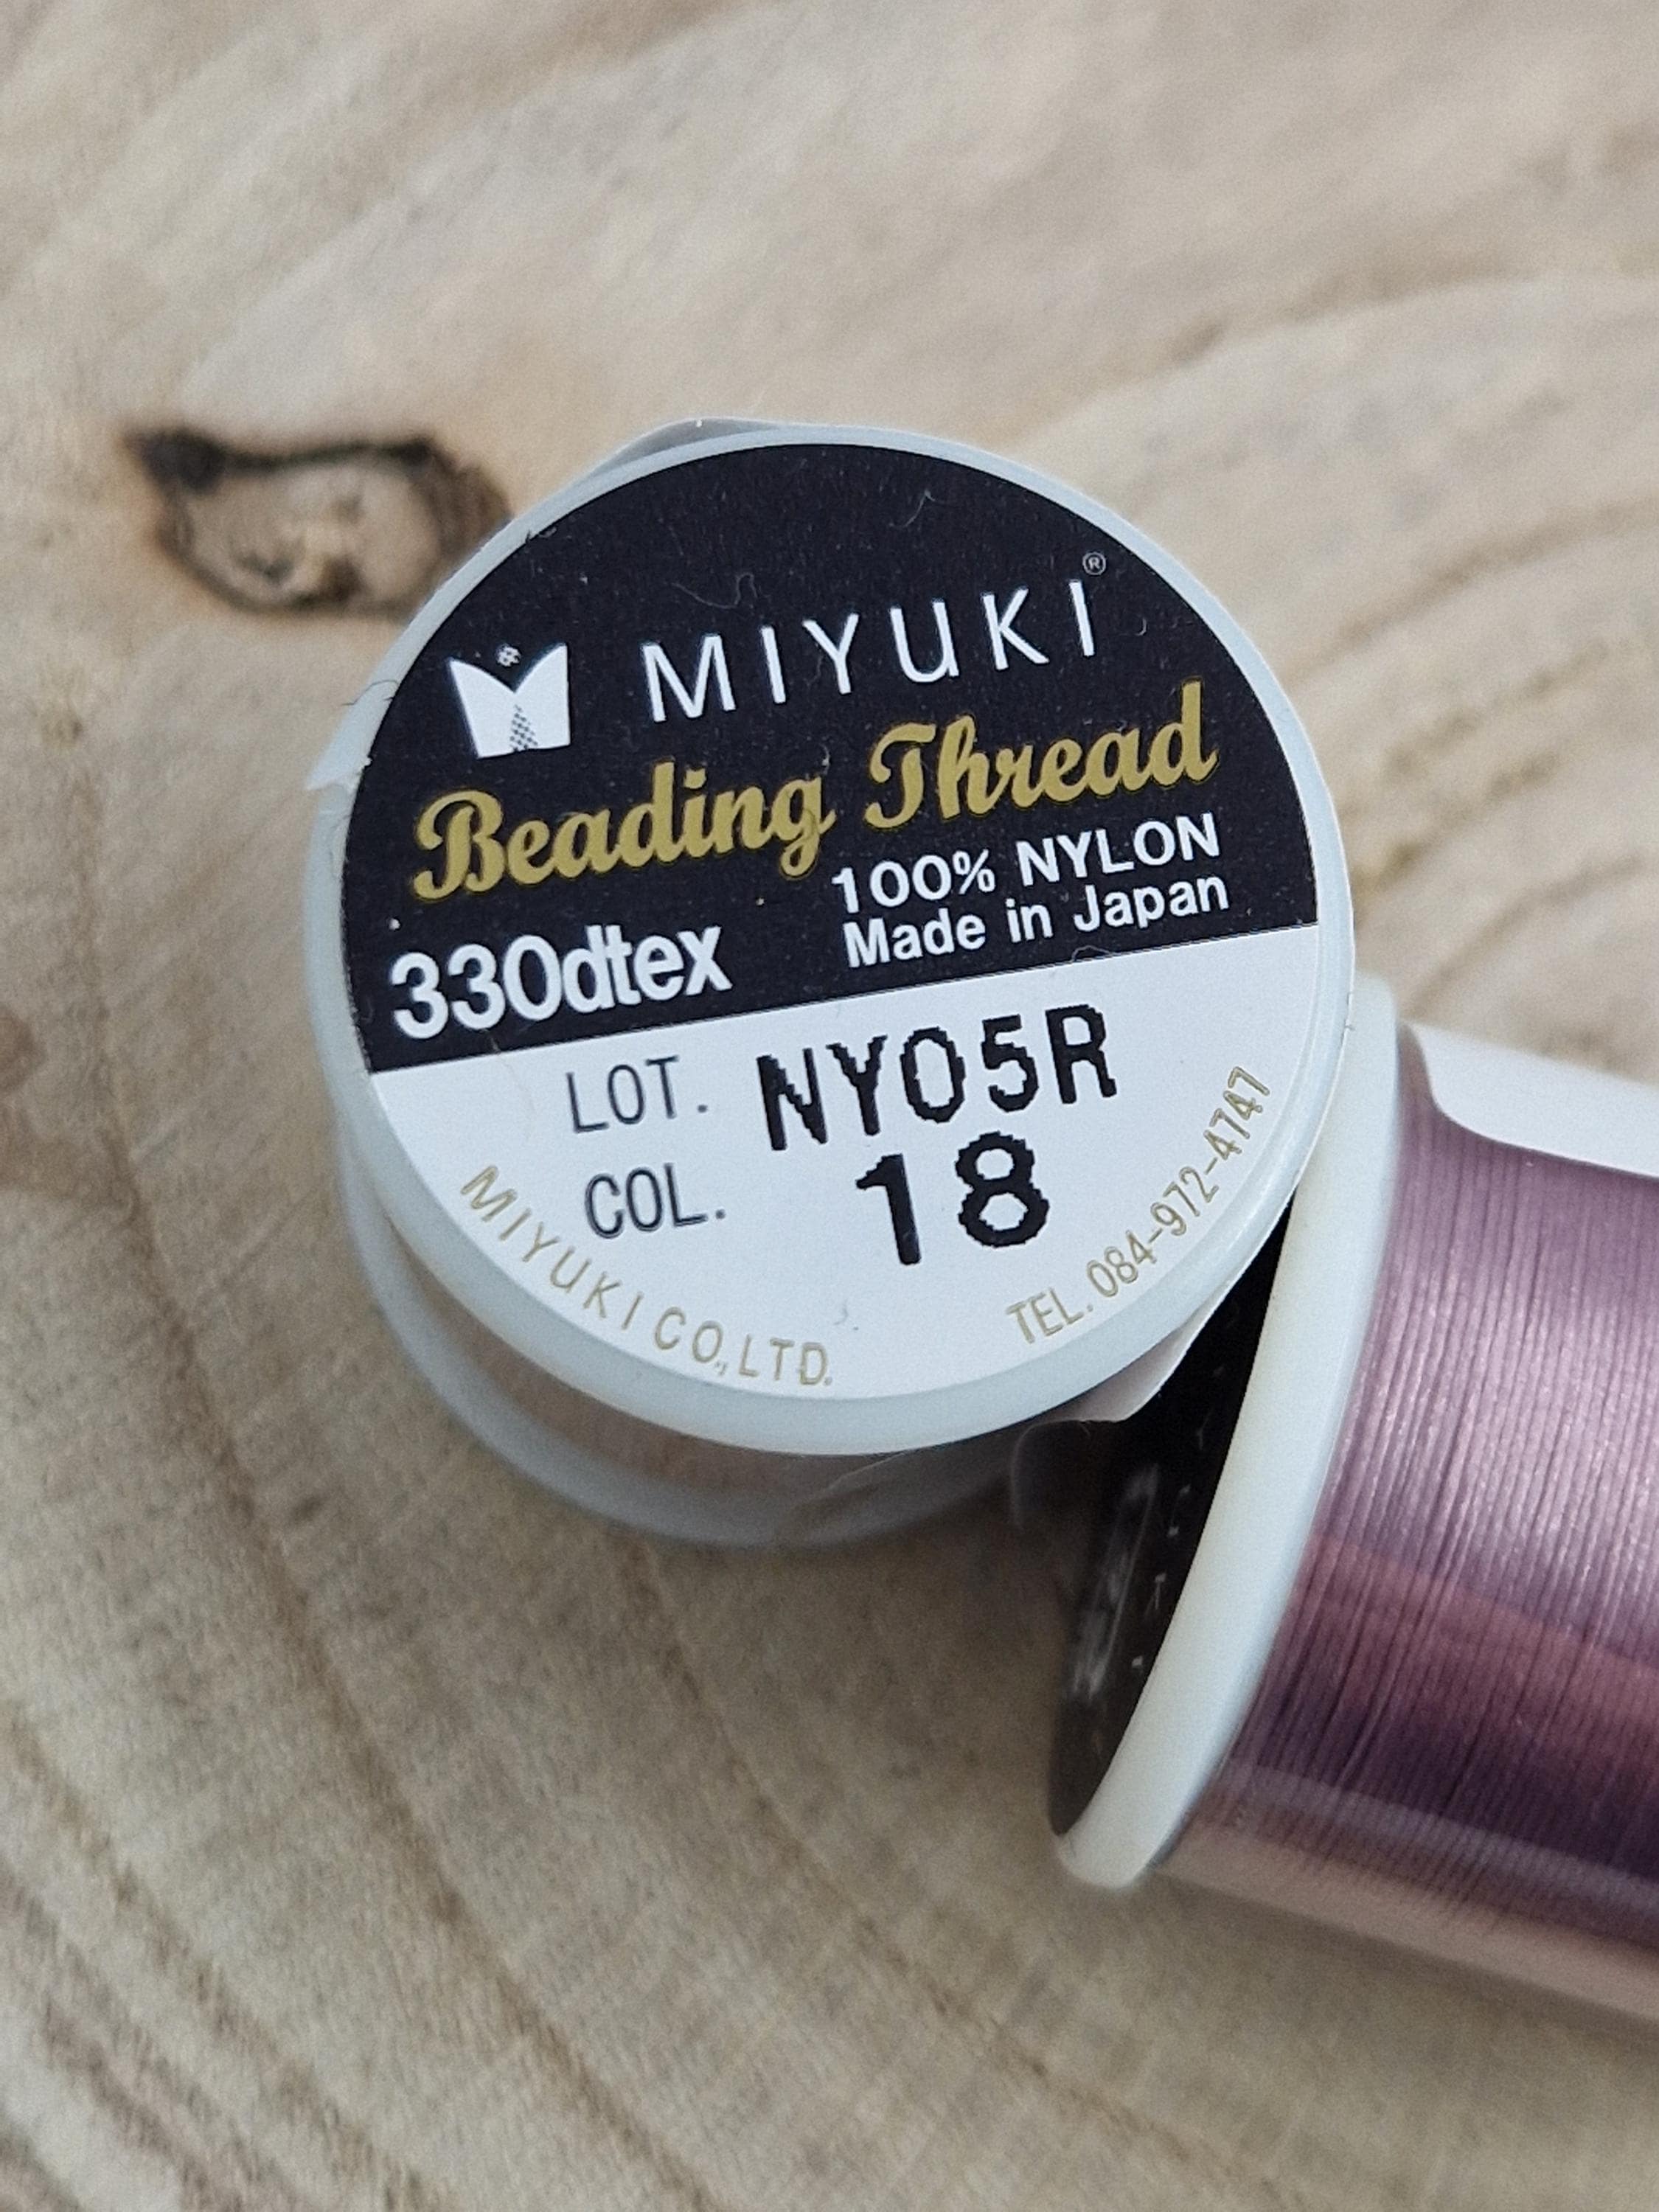 MIYUKI®
Beading Thread
100% NYLON
330dtex Made in Japan
LOT. NY05R
COL. 18
MIYUKI CO.,LTD.
TEL. 084-972-4747